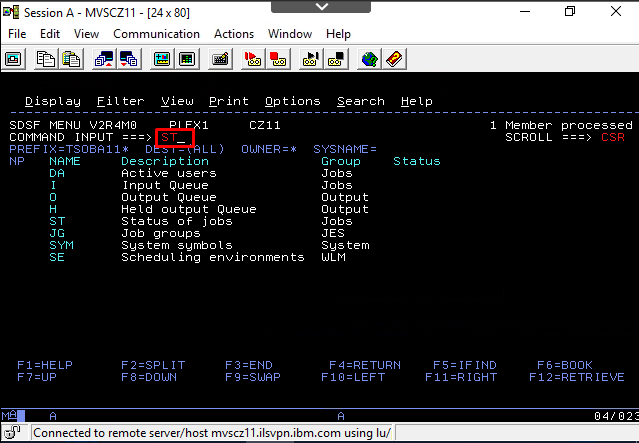 Session A - MVSCZ11 - [24 x 80]
File Edit View Communication Actions Window Help
Display Filter View Print Options Search Help
SDSF MENU V2R4M0 PLFX1 CZ11 1 Member processed
COMMAND INPUT ===> ST_ SCROLL ===> CSR
PREFIX=TSOBA11* DEST=(ALL) OWNER=* SYSNAME=
NP NAME Description Group Status
DA Active users Jobs
I Input Queue Jobs
O Output Queue Output
H Held output Queue Output
ST Status of jobs Jobs
JG Job groups JES
SYM System symbols System
SE Scheduling environments WLM
F1=HELP F2=SPLIT F3=END F4=RETURN F5=IFIND F6=BOOK
F7=UP F8=DOWN F9=SWAP F10=LEFT F11=RIGHT F12=RETRIEVE
MA A A 04/023
Connected to remote server/host mvscz11.ilsvpn.ibm.com using lu/